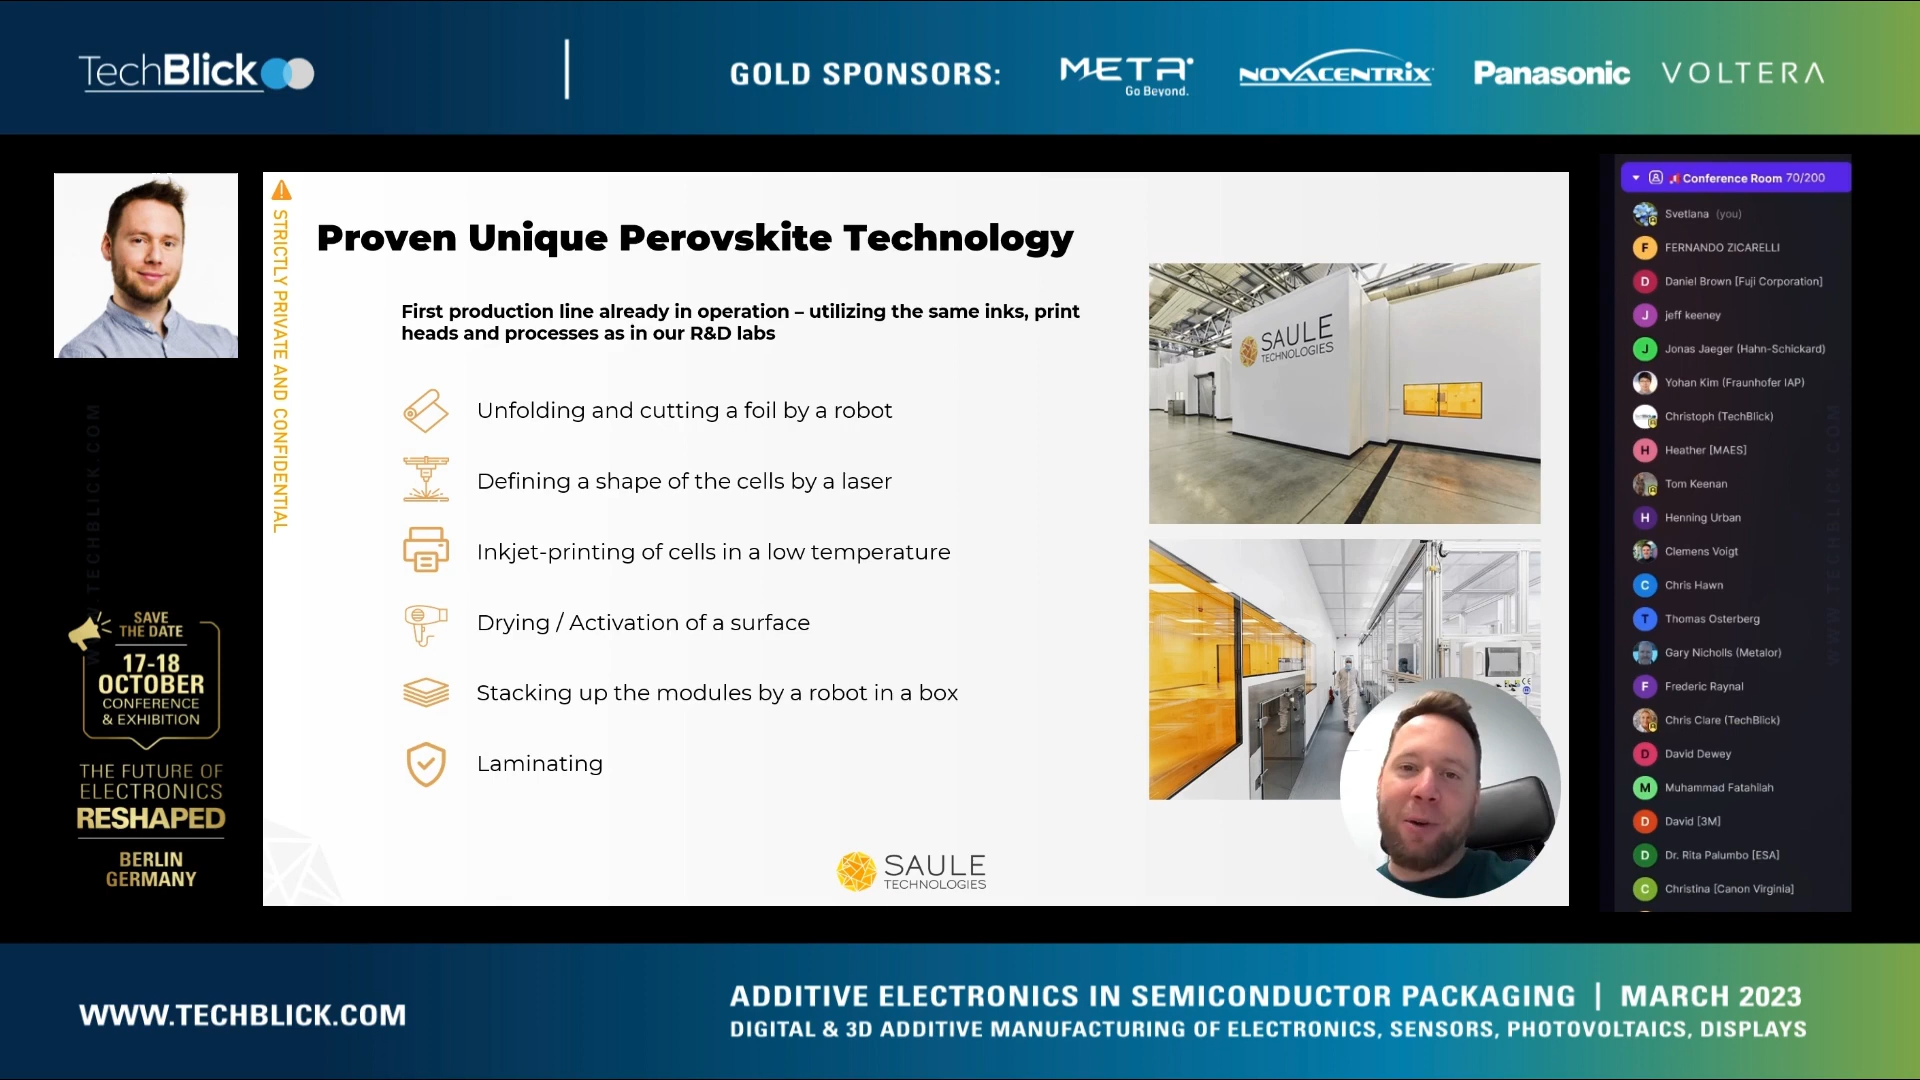 TechBlick
GOLD SPONSORS:
META
Go Beyond.
NOVACENTRIX
Panasonic
VOLTERA
STRICTLY PRIVATE AND CONFIDENTIAL
Proven Unique Perovskite Technology
First production line already in operation – utilizing the same inks, print
heads and processes as in our R&D labs
Unfolding and cutting a foil by a robot
Defining a shape of the cells by a laser
Inkjet-printing of cells in a low temperature
Drying / Activation of a surface
Stacking up the modules by a robot in a box
Laminating
SAULE
TECHNOLOGIES
SAULE
TECHNOLOGIES
WWW.TECHBLICK.COM
SAVE
THE DATE
17-18
OCTOBER
CONFERENCE
& EXHIBITION
THE FUTURE OF
ELECTRONICS
RESHAPED
BERLIN
GERMANY
Conference Room 70/200
Svetlana (you)
F FERNANDO ZICARELLI
D Daniel Brown [Fuji Corporation]
J jeff keeney
J Jonas Jaeger (Hahn-Schickard)
Yohan Kim (Fraunhofer IAP)
Christoph (TechBlick)
H Heather [MAES]
Tom Keenan
H Henning Urban
Clemens Voigt
C Chris Hawn
T Thomas Osterberg
Gary Nicholls (Metalor)
F Frederic Raynal
Chris Clare (TechBlick)
D David Dewey
M Muhammad Fatahilah
D David [3M]
D Dr. Rita Palumbo [ESA]
C Christina [Canon Virginia]
WWW.TECHBLICK.COM
WWW.TECHBLICK.COM
ADDITIVE ELECTRONICS IN SEMICONDUCTOR PACKAGING | MARCH 2023
DIGITAL & 3D ADDITIVE MANUFACTURING OF ELECTRONICS, SENSORS, PHOTOVOLTAICS, DISPLAYS